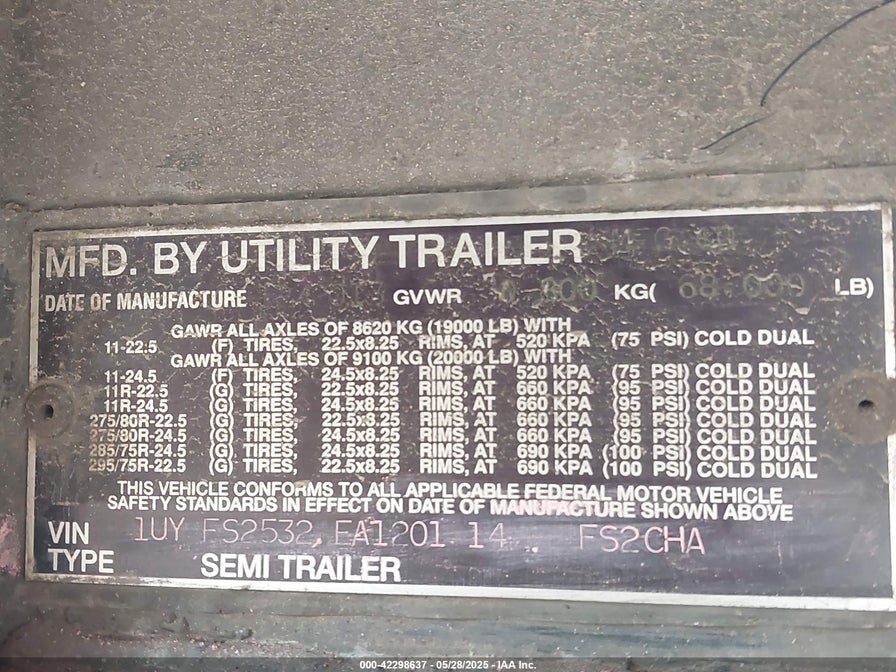 MFD. BY UTILITY TRAILER
DATE OF MANUFACTURE GVWR KG( 68,000 LB)
GAWR ALL AXLES OF 8620 KG (19000 LB) WITH
11-22.5 (F) TIRES, 22.5x8.25 RIMS, AT 520 KPA (75 PSI) COLD DUAL
GAWR ALL AXLES OF 9100 KG (20000 LB) WITH
11-24.5 (F) TIRES, 24.5x8.25 RIMS, AT 520 KPA (75 PSI) COLD DUAL
11R-22.5 (G) TIRES, 22.5x8.25 RIMS, AT 660 KPA (95 PSI) COLD DUAL
11R-24.5 (G) TIRES, 24.5x8.25 RIMS, AT 660 KPA (95 PSI) COLD DUAL
275/80R-22.5 (G) TIRES, 22.5x8.25 RIMS, AT 660 KPA (95 PSI) COLD DUAL
275/80R-24.5 (G) TIRES, 24.5x8.25 RIMS, AT 660 KPA (95 PSI) COLD DUAL
285/75R-24.5 (G) TIRES, 24.5x8.25 RIMS, AT 690 KPA (100 PSI) COLD DUAL
295/75R-22.5 (G) TIRES, 22.5x8.25 RIMS, AT 690 KPA (100 PSI) COLD DUAL
THIS VEHICLE CONFORMS TO ALL APPLICABLE FEDERAL MOTOR VEHICLE
SAFETY STANDARDS IN EFFECT ON DATE OF MANUFACTURE SHOWN ABOVE
VIN 1UY FS2532, EA1201 14 FS2CHA
TYPE SEMI TRAILER
000-42298637 - 05/28/2025 - IAA Inc.